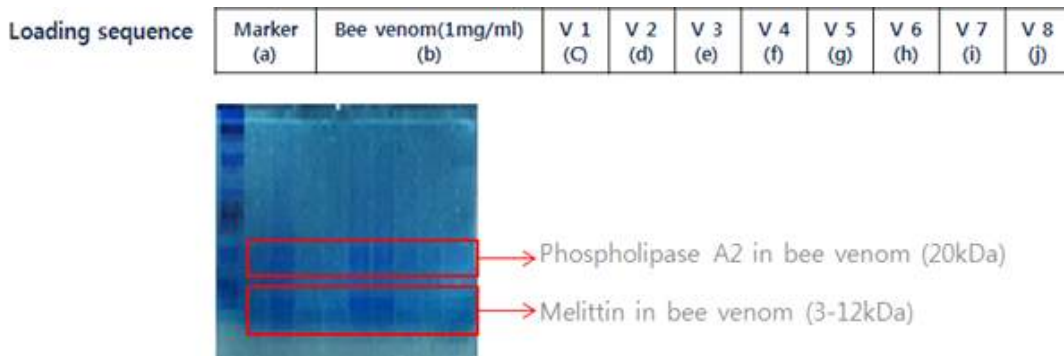 Loading sequence
Marker Bee venom(1mg/ml) V 1 V 2 V 3 V 4 V 5 V 6 V 7 V 8
(a) (b) (C) (d) (e) (f) (g) (h) (i) (j)
Phospholipase A2 in bee venom (20kDa)
Melittin in bee venom (3-12kDa)